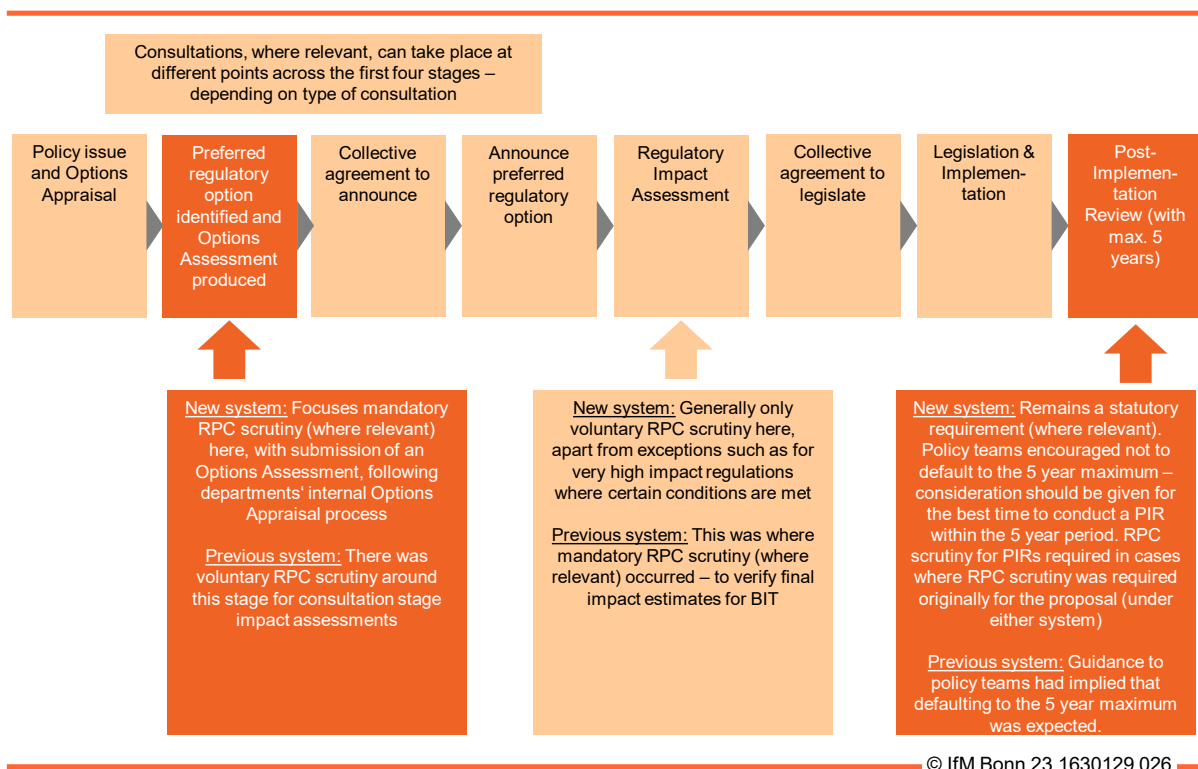 Consultations, where relevant, can take place at
different points across the first four stages –
depending on type of consultation
Policy issue
and Options
Appraisal
Preferred
regulatory
option
identified and
Options
Assessment
produced
Collective
agreement to
announce
Announce
preferred
regulatory
option
Regulatory
Impact
Assessment
Collective
agreement to
legislate
Legislation &
Implemen-
tation
Post-
Implemen-
tation
Review (with
max. 5
years)
New system: Focuses mandatory
RPC scrutiny (where relevant)
here, with submission of an
Options Assessment, following
departments‘ internal Options
Appraisal process
Previous system: There was
voluntary RPC scrutiny around
this stage for consultation stage
impact assessments
New system: Generally only
voluntary RPC scrutiny here,
apart from exceptions such as for
very high impact regulations
where certain conditions are met
Previous system: This was where
mandatory RPC scrutiny (where
relevant) occurred – to verify final
impact estimates for BIT
New system: Remains a statutory
requirement (where relevant).
Policy teams encouraged not to
default to the 5 year maximum –
consideration should be given for
the best time to conduct a PIR
within the 5 year period. RPC
scrutiny for PIRs required in cases
where RPC scrutiny was required
originally for the proposal (under
either system)
Previous system: Guidance to
policy teams had implied that
defaulting to the 5 year maximum
was expected.
© IfM Bonn 23 1630129 026